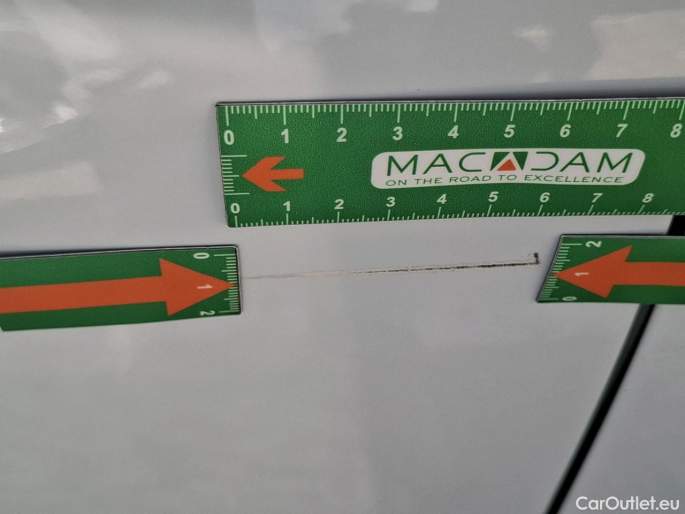 0 1 2 3 4 5 6 7 8
MACADAM
ON THE ROAD TO EXCELLENCE
0 1 2 3 4 5 6 7 8
0 1 2
2 1 0
CarOutlet.eu